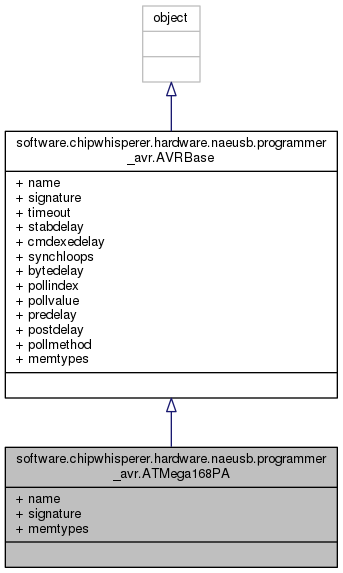 object
software.chipwhisperer.hardware.naeusb.programmer
_avr.AVRBase
+ name
+ signature
+ timeout
+ stabdelay
+ cmdexedelay
+ synchloops
+ bytedelay
+ pollindex
+ pollvalue
+ predelay
+ postdelay
+ pollmethod
+ memtypes
software.chipwhisperer.hardware.naeusb.programmer
_avr.ATMega168PA
+ name
+ signature
+ memtypes